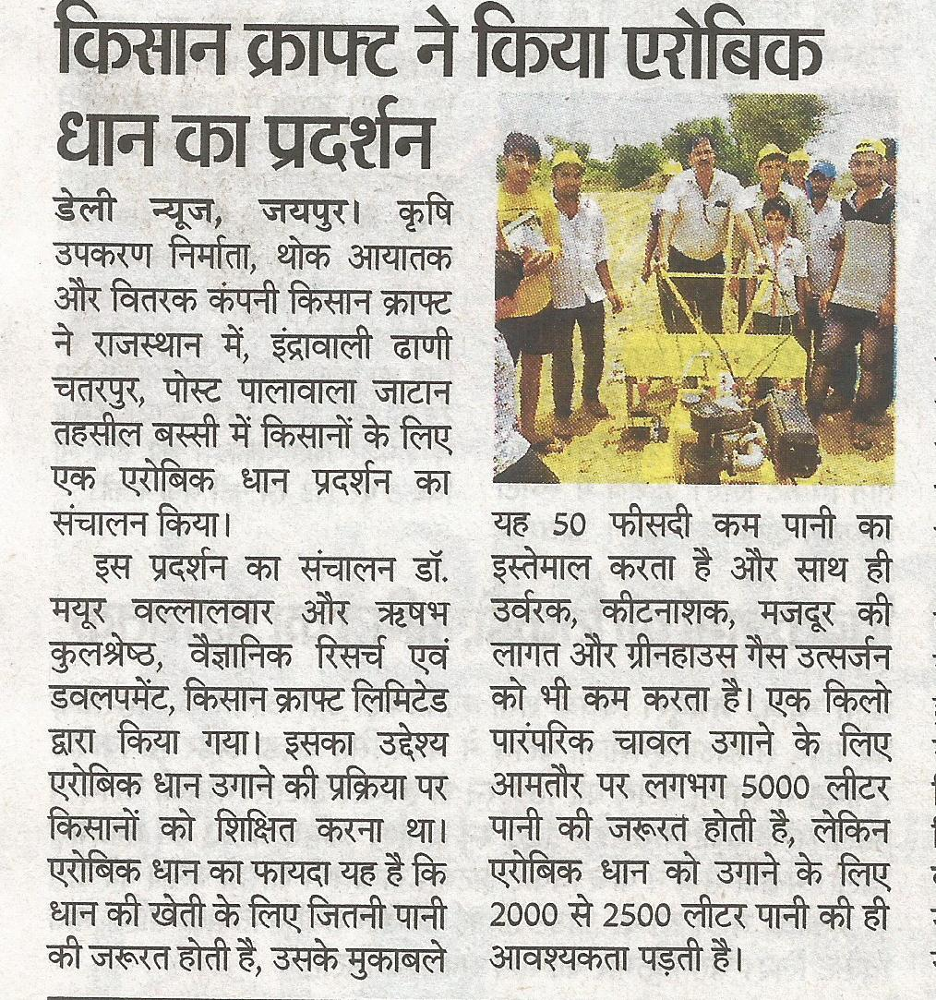 किसान क्राफ्ट ने किया एरोबिक
धान का प्रदर्शन
डेली न्यूज, जयपुर। कृषि
उपकरण निर्माता, थोक आयातक
और वितरक कंपनी किसान क्राफ्ट
ने राजस्थान में, इंद्रावाली ढाणी
चतरपुर, पोस्ट पालावाला जाटान
तहसील बस्सी में किसानों के लिए
एक एरोबिक धान प्रदर्शन का
संचालन किया।
इस प्रदर्शन का संचालन डॉ.
मयूर वल्लालवार और ऋषभ
कुलश्रेष्ठ, वैज्ञानिक रिसर्च एवं
डवलपमेंट, किसान क्राफ्ट लिमिटेड
द्वारा किया गया। इसका उद्देश्य
एरोबिक धान उगाने की प्रक्रिया पर
किसानों को शिक्षित करना था।
एरोबिक धान का फायदा यह है कि
धान की खेती के लिए जितनी पानी
की जरूरत होती है, उसके मुकाबले
यह 50 फीसदी कम पानी का
इस्तेमाल करता है और साथ ही
उर्वरक, कीटनाशक, मजदूर की
लागत और ग्रीनहाउस गैस उत्सर्जन
को भी कम करता है। एक किलो
पारंपरिक चावल उगाने के लिए
आमतौर पर लगभग 5000 लीटर
पानी की जरूरत होती है, लेकिन
एरोबिक धान को उगाने के लिए
2000 से 2500 लीटर पानी की ही
आवश्यकता पड़ती है।